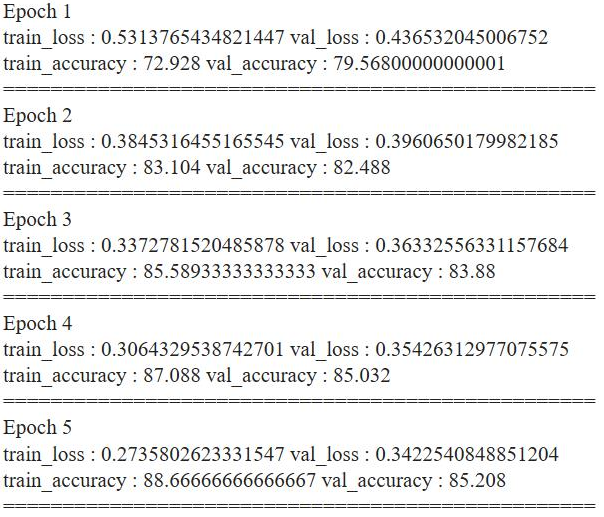 Epoch 1
train_loss : 0.5313765434821447 val_loss : 0.436532045006752
train_accuracy : 72.928 val_accuracy : 79.56800000000001
==================================================
Epoch 2
train_loss : 0.3845316455165545 val_loss : 0.3960650179982185
train_accuracy : 83.104 val_accuracy : 82.488
==================================================
Epoch 3
train_loss : 0.3372781520485878 val_loss : 0.36332556331157684
train_accuracy : 85.58933333333333 val_accuracy : 83.88
==================================================
Epoch 4
train_loss : 0.3064329538742701 val_loss : 0.35426312977075575
train_accuracy : 87.088 val_accuracy : 85.032
==================================================
Epoch 5
train_loss : 0.2735802623331547 val_loss : 0.3422540848851204
train_accuracy : 88.66666666666667 val_accuracy : 85.208
==================================================